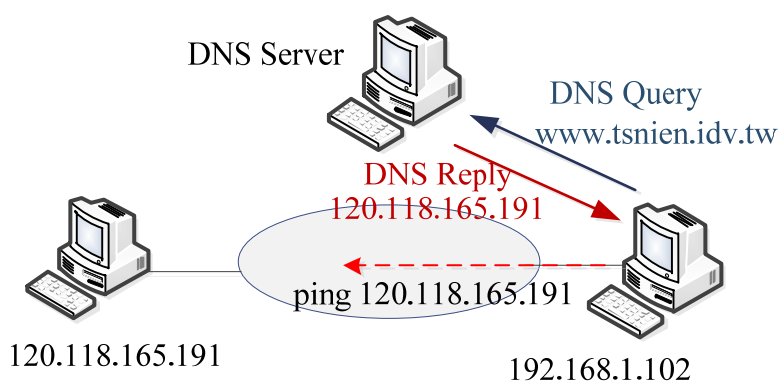 DNS Server
DNS Query
www.tsnien.idv.tw
DNS Reply
120.118.165.191
ping 120.118.165.191
120.118.165.191
192.168.1.102